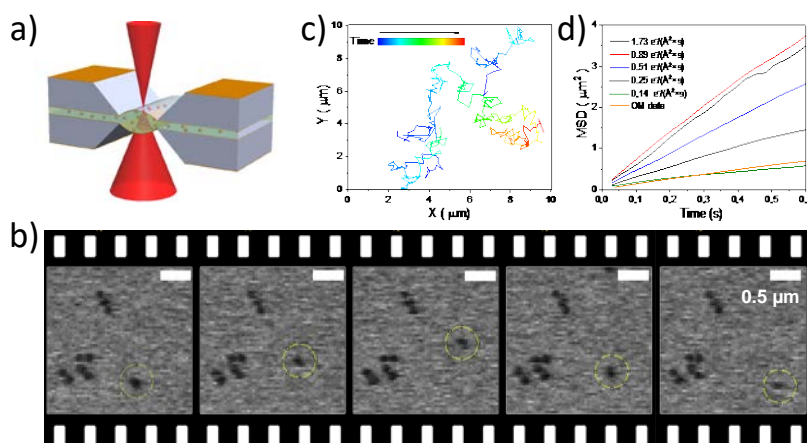 a)
c)
Time
Y ( μm)
10
8
6
4
2
0
0
2
4
6
8
10
X ( μm)
d)
MSD ( μm²)
4
3
2
1
0
1.73 e⁻/(Å²•s)
0.89 e⁻/(Å²•s)
0.51 e⁻/(Å²•s)
0.25 e⁻/(Å²•s)
0.14 e⁻/(Å²•s)
OM data
0,0
0,1
0,2
0,3
0,4
0,5
0,6
Time (s)
b)
0.5 μm